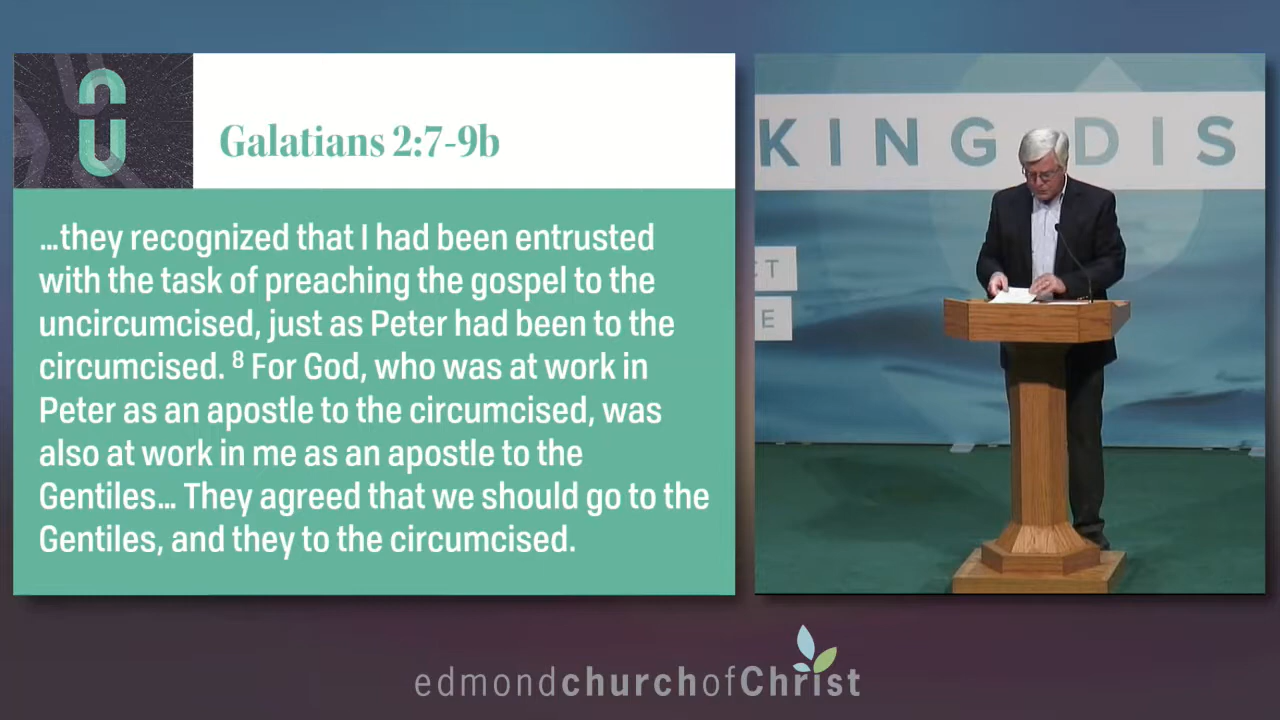 Galatians 2:7-9b
...they recognized that I had been entrusted
with the task of preaching the gospel to the
uncircumcised, just as Peter had been to the
circumcised. ⁸ For God, who was at work in
Peter as an apostle to the circumcised, was
also at work in me as an apostle to the
Gentiles... They agreed that we should go to the
Gentiles, and they to the circumcised.
KING DIS
CT
E
edmondchurchofChrist